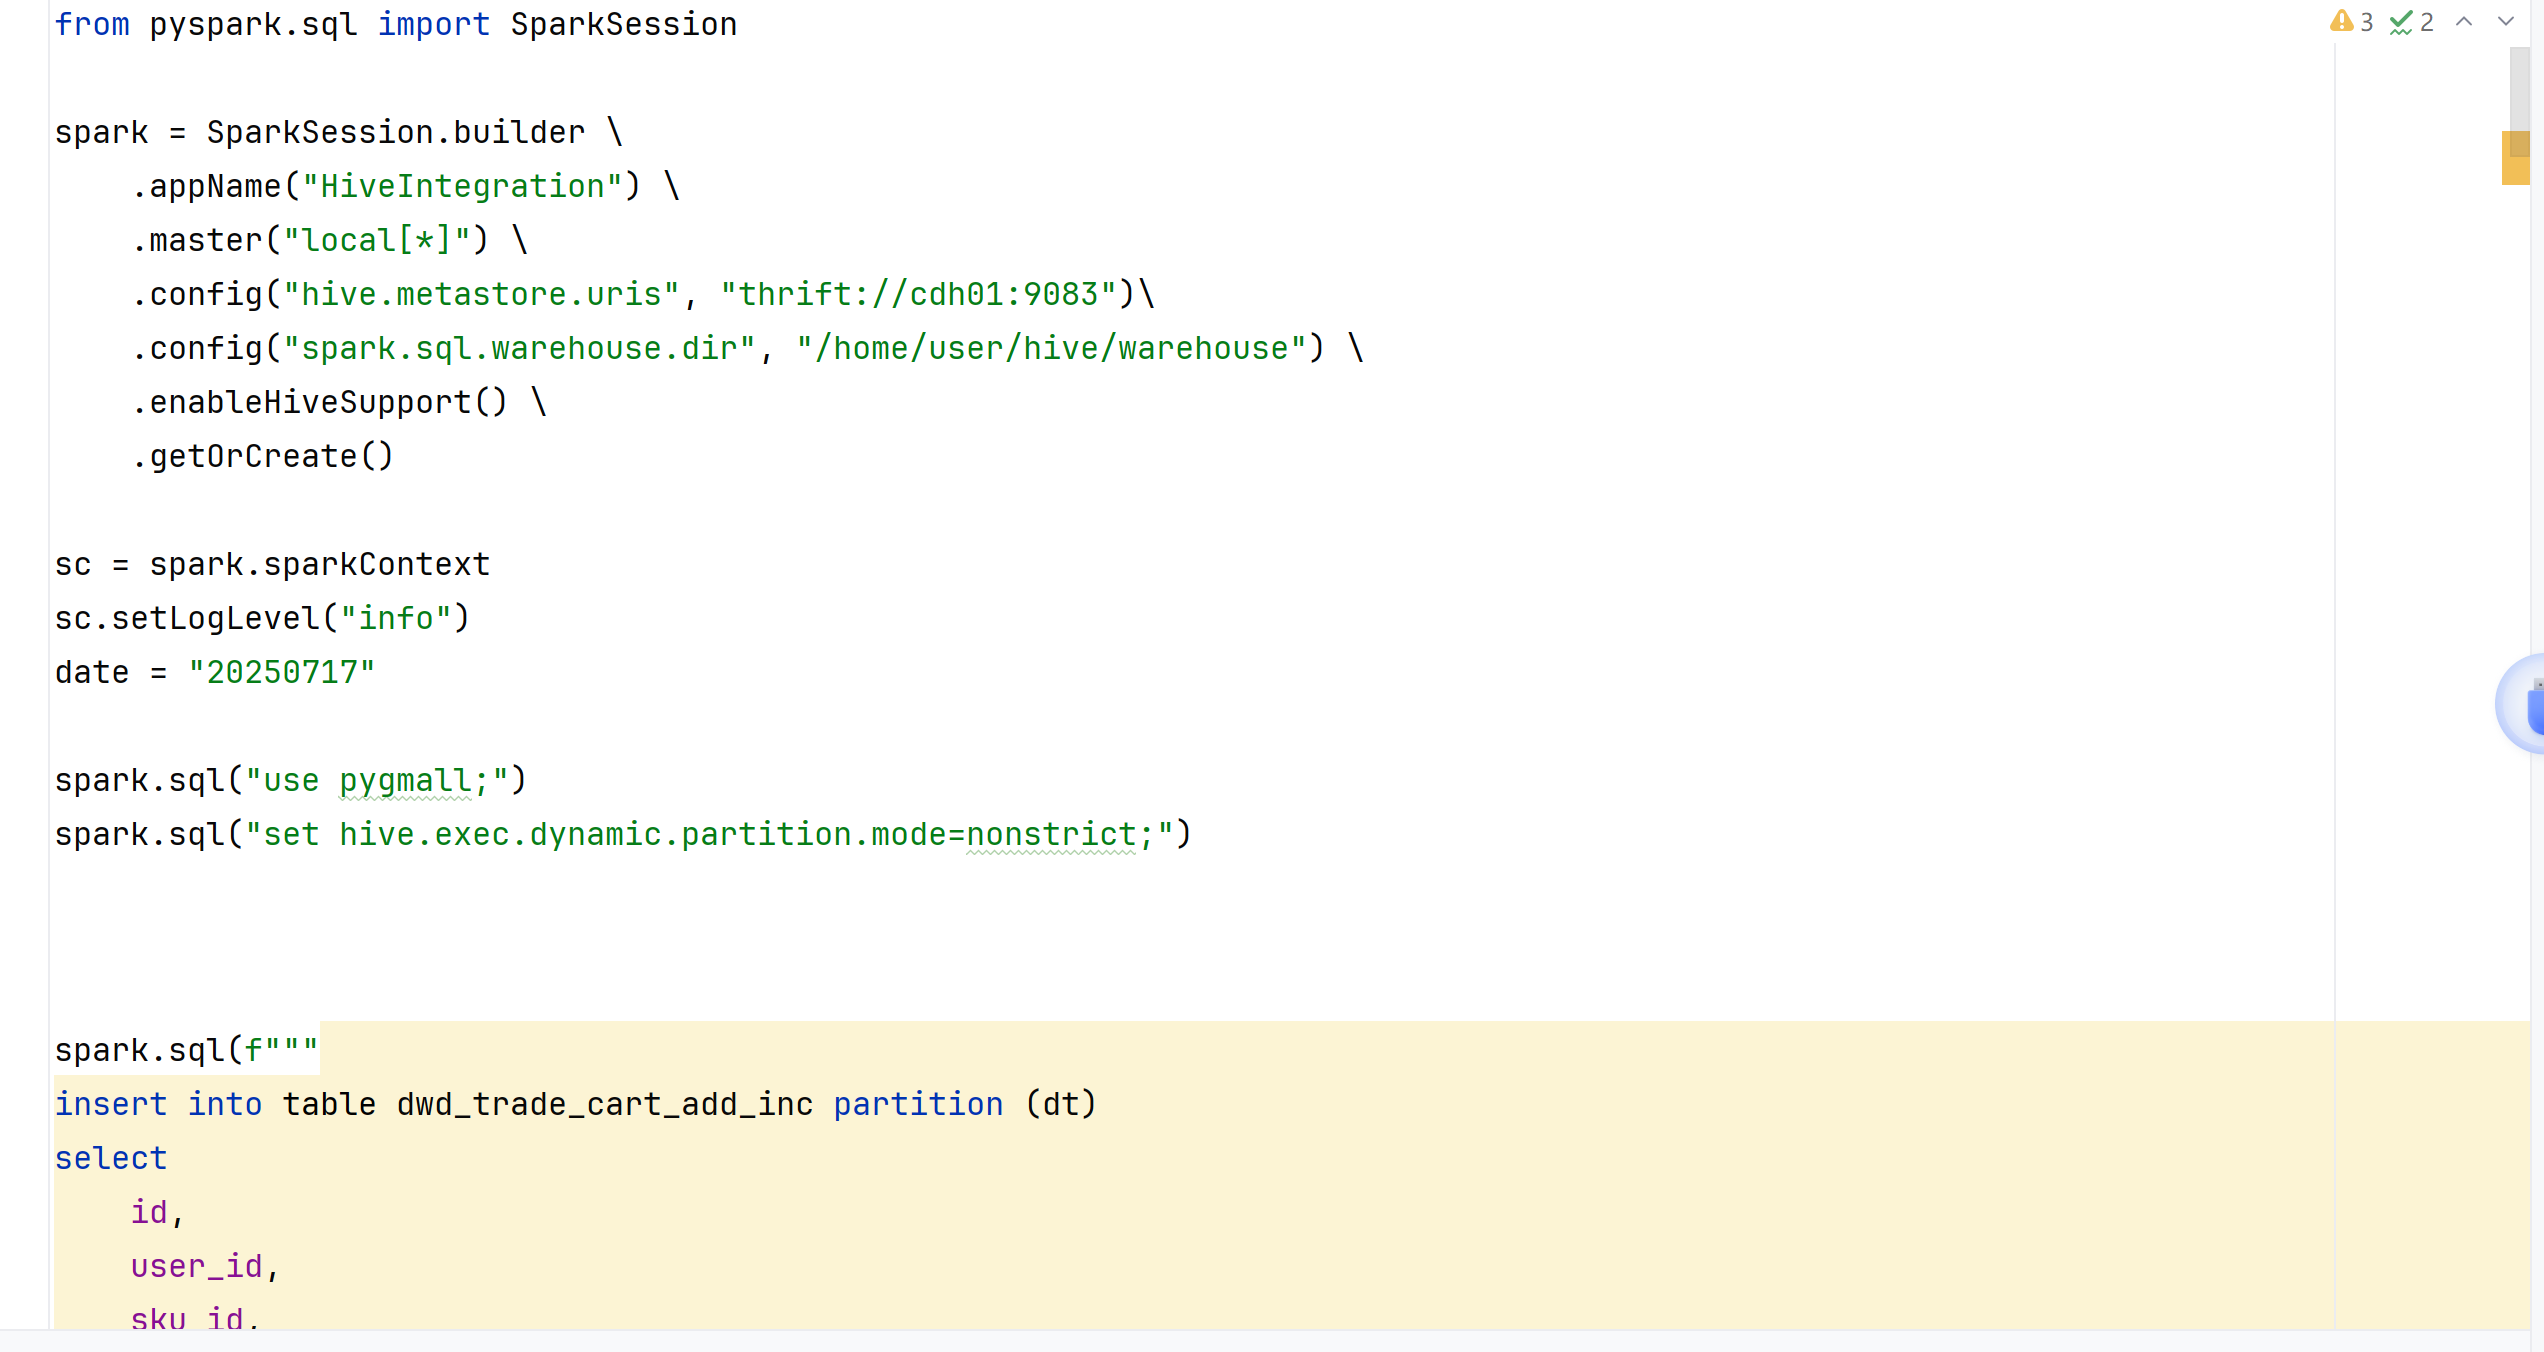 from pyspark.sql import SparkSession
3 2
spark = SparkSession.builder \
    .appName("HiveIntegration") \
    .master("local[*]") \
    .config("hive.metastore.uris", "thrift://cdh01:9083")\
    .config("spark.sql.warehouse.dir", "/home/user/hive/warehouse") \
    .enableHiveSupport() \
    .getOrCreate()
sc = spark.sparkContext
sc.setLogLevel("info")
date = "20250717"
spark.sql("use pygmall;")
spark.sql("set hive.exec.dynamic.partition.mode=nonstrict;")
spark.sql(f"""
insert into table dwd_trade_cart_add_inc partition (dt)
select
    id,
    user_id,
    sku_id,